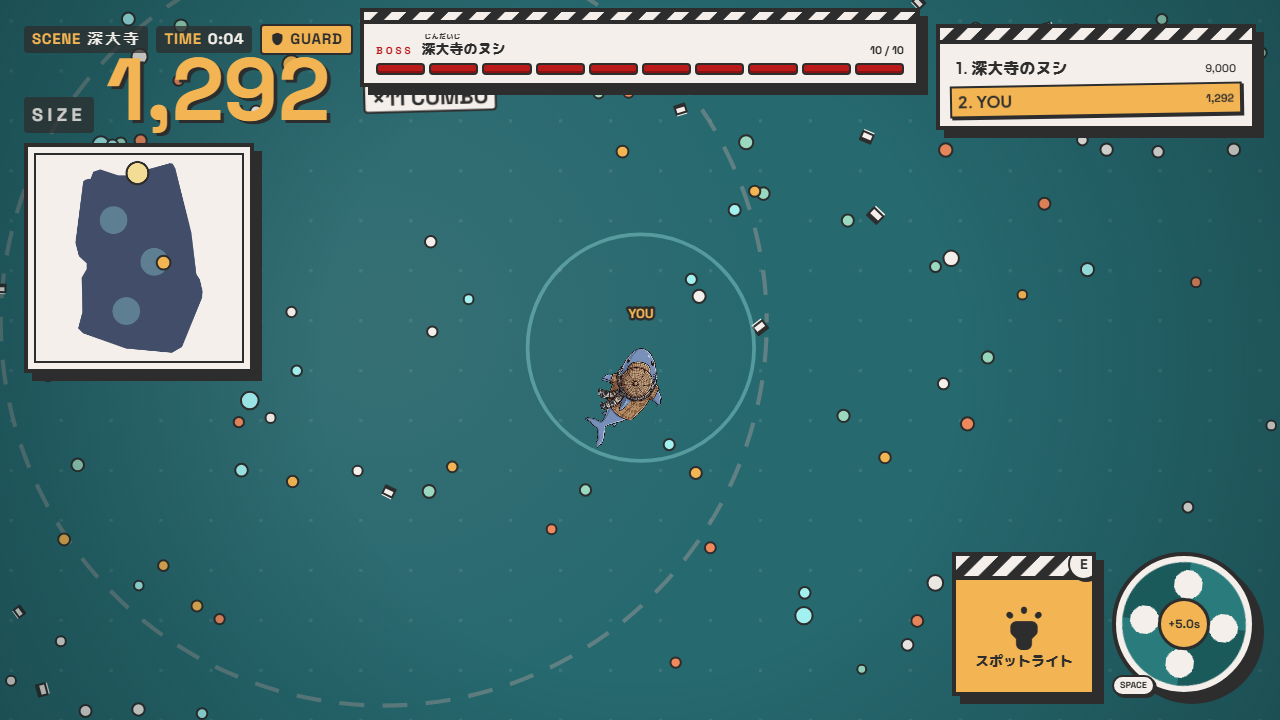 SCENE 深大寺
TIME 0:04
GUARD
SIZE 1,292
×11 COMBO
BOSS 深大寺のヌシ 10 / 10
じんだいじ
1. 深大寺のヌシ 9,000
2. YOU 1,292
YOU
E
スポットライト
+5.0s
SPACE